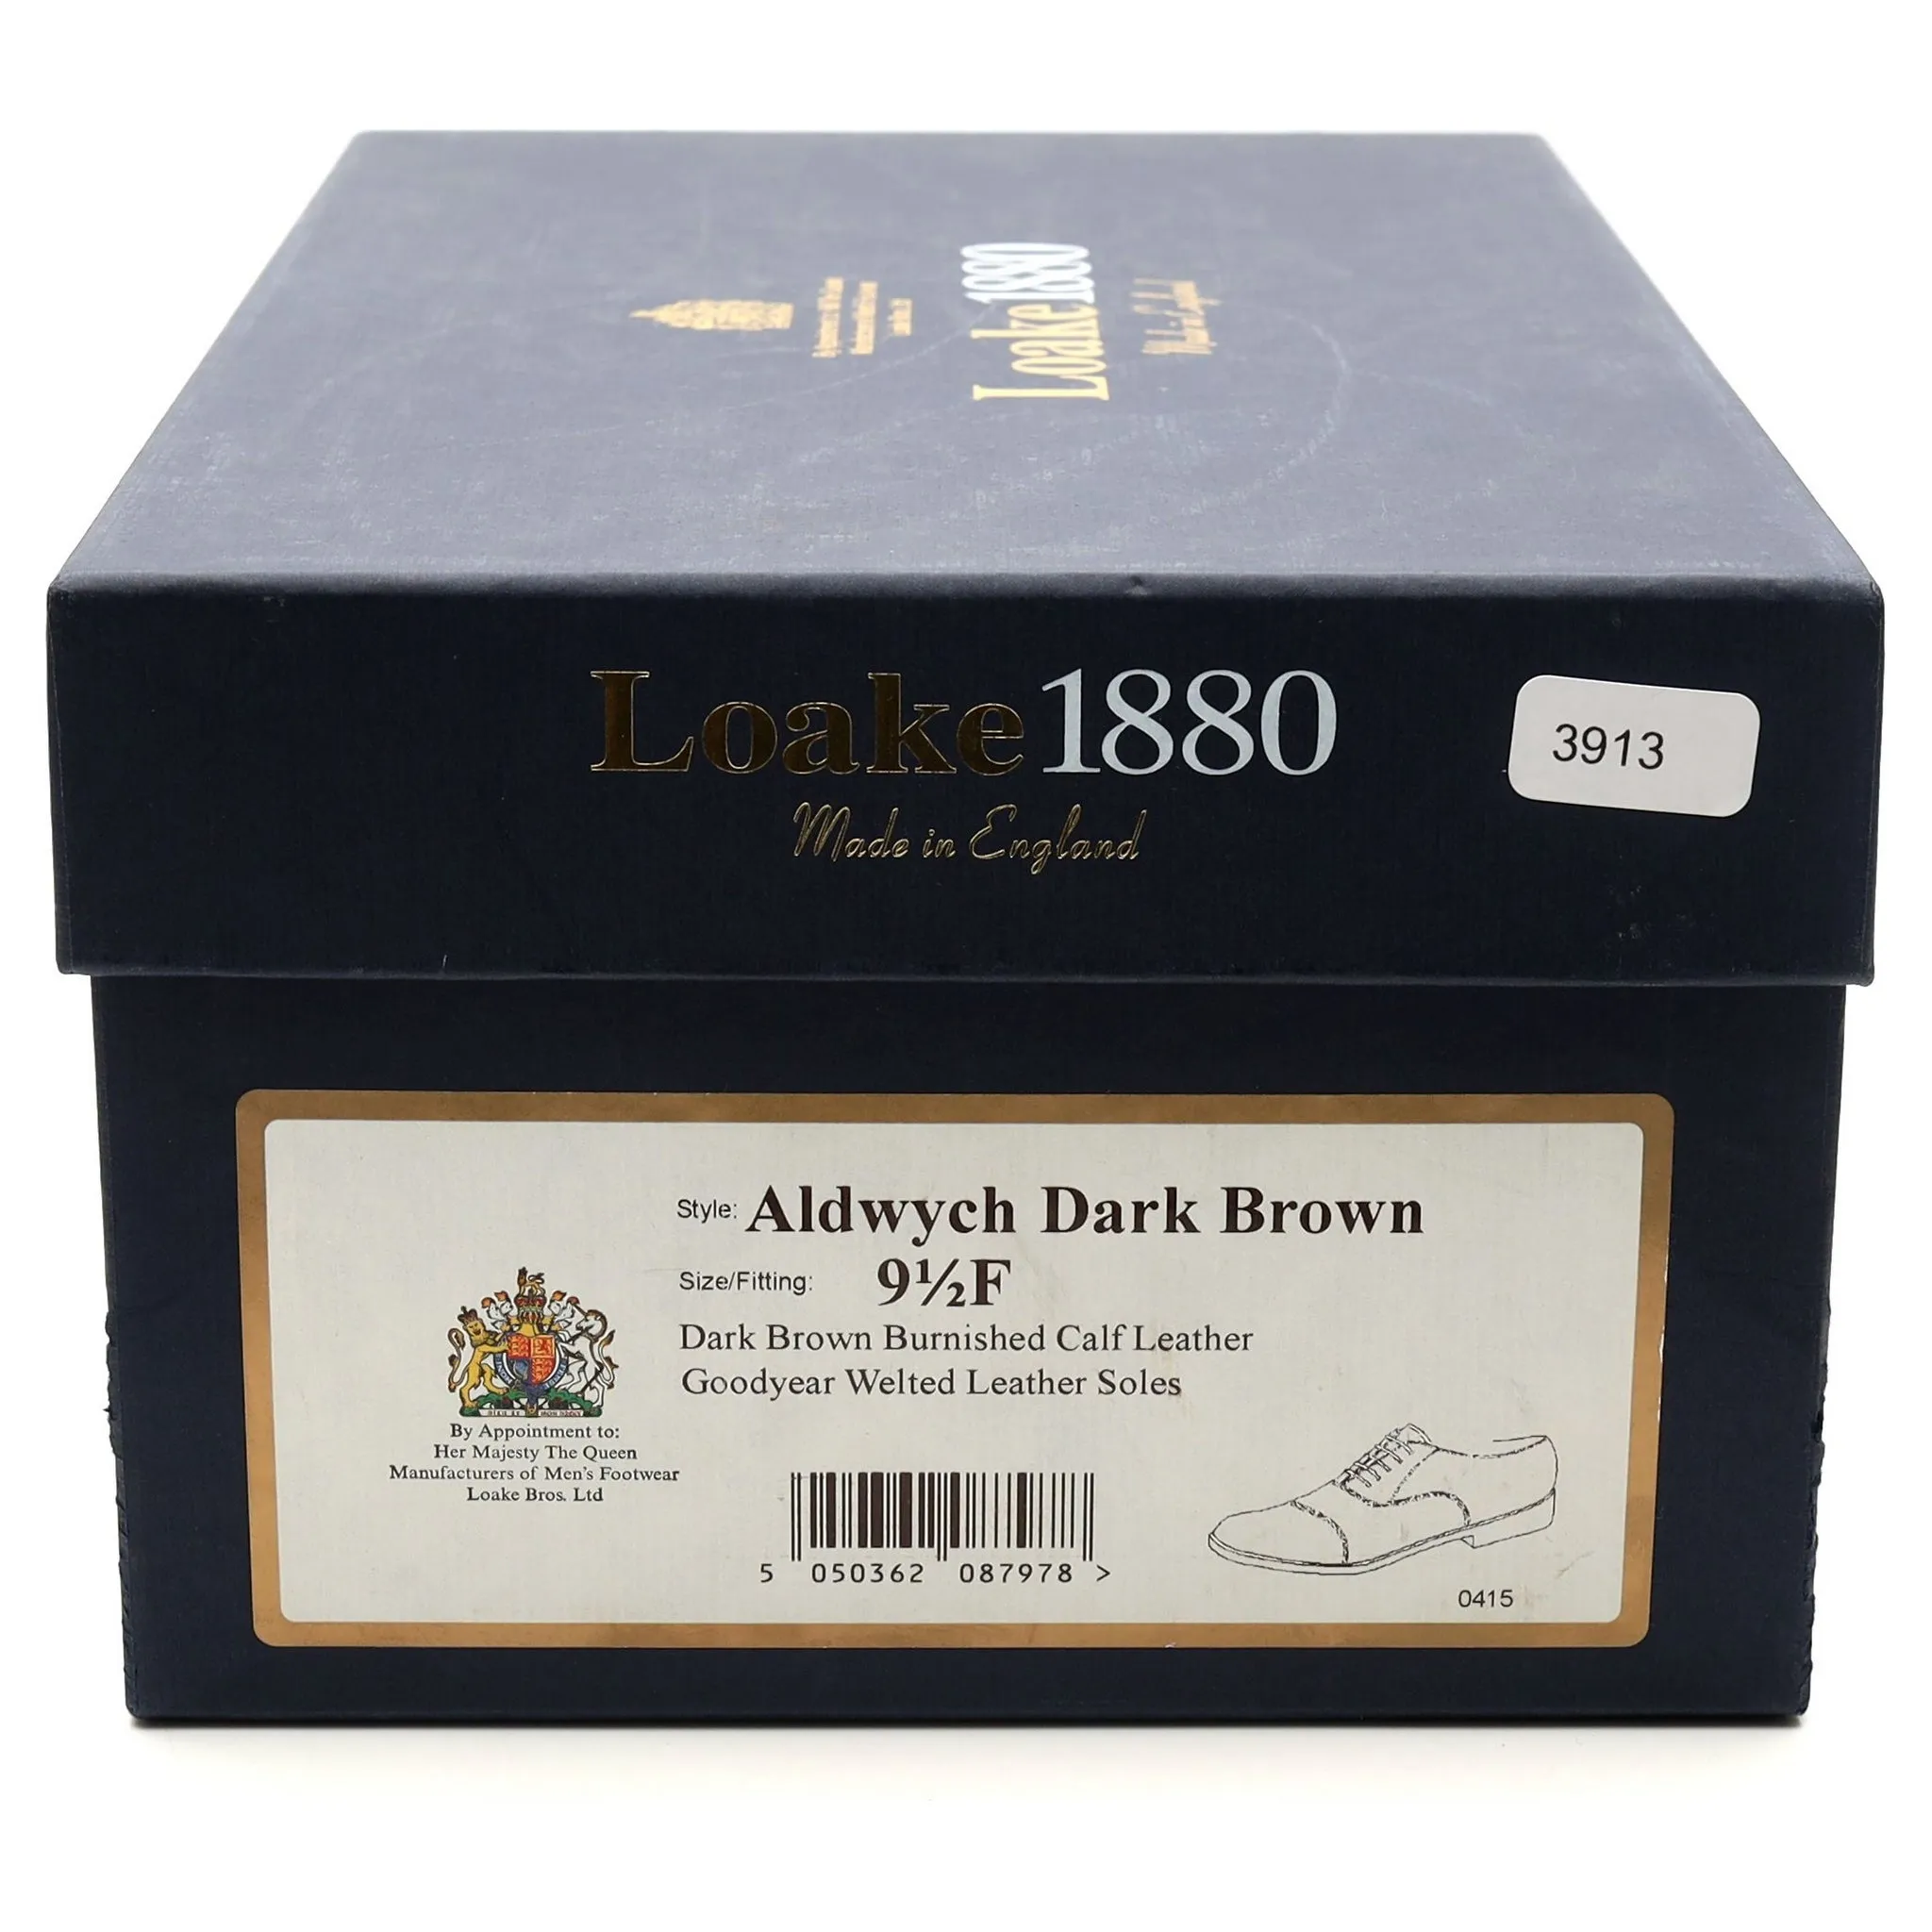 Loake1880
Loake1880
Made in England
3913
Style: Aldwych Dark Brown
Size/Fitting: 9½F
Dark Brown Burnished Calf Leather
Goodyear Welted Leather Soles
By Appointment to:
Her Majesty The Queen
Manufacturers of Men's Footwear
Loake Bros. Ltd
5 050362 087978 >
0415